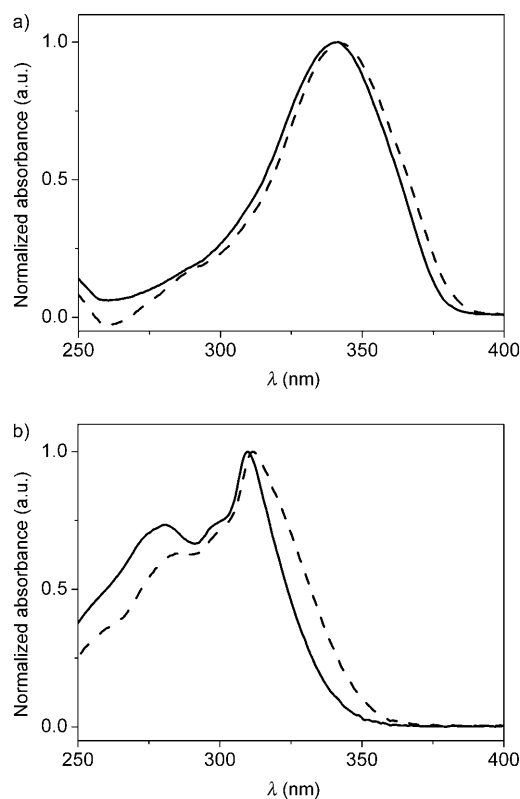 a)
Normalized absorbance (a.u.)
1.0
0.5
0.0
250 300 350 400
λ (nm)
b)
Normalized absorbance (a.u.)
1.0
0.5
0.0
250 300 350 400
λ (nm)